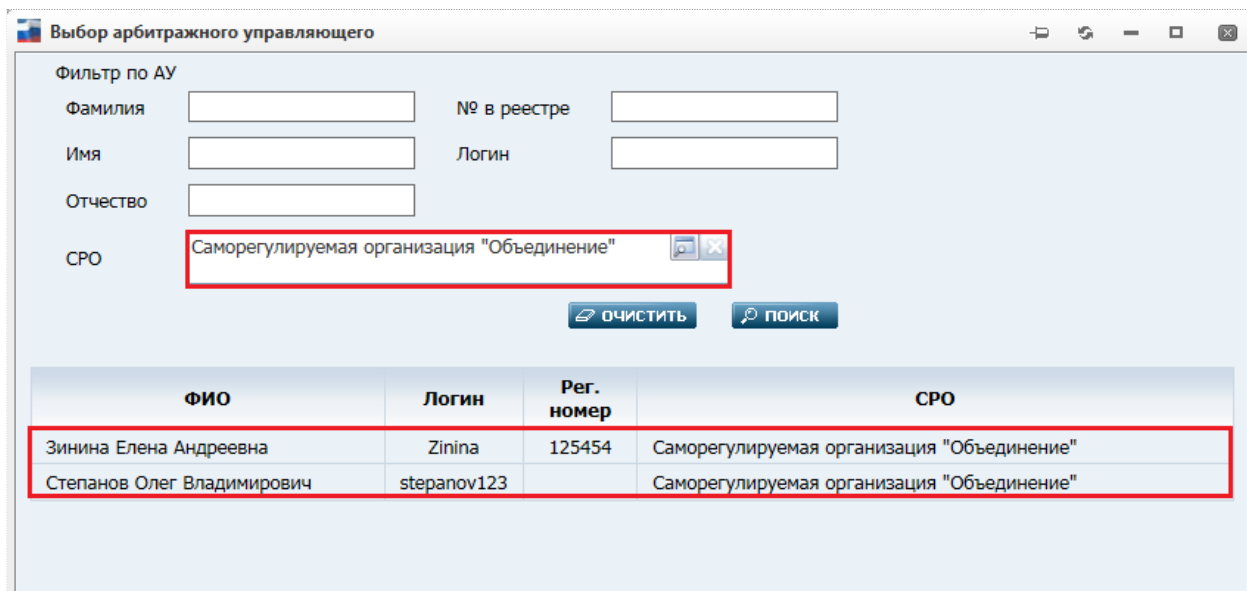 Выбор арбитражного управляющего
Фильтр по АУ
Фамилия № в реестре
Имя Логин
Отчество
СРО Саморегулируемая организация "Объединение"
ОЧИСТИТЬ ПОИСК
ФИО Логин Рег. номер СРО
Зинина Елена Андреевна Zinina 125454 Саморегулируемая организация "Объединение"
Степанов Олег Владимирович stepanov123 Саморегулируемая организация "Объединение"